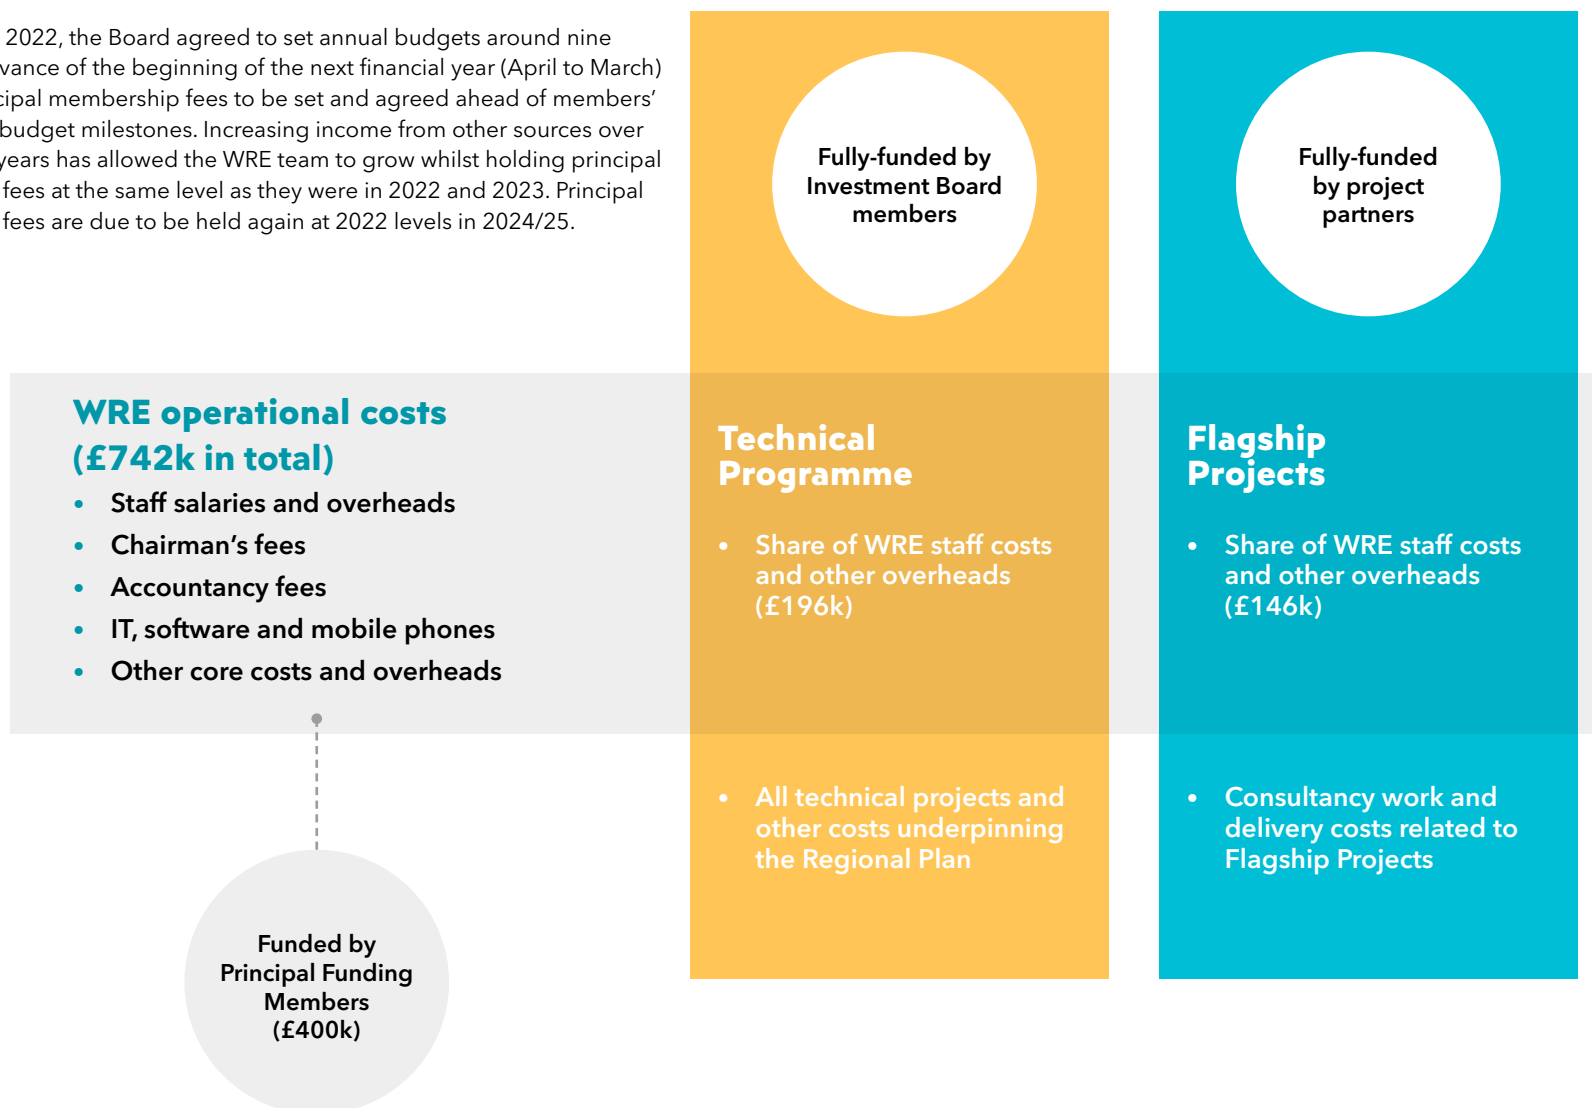 2022, the Board agreed to set annual budgets around nine
vance of the beginning of the next financial year (April to March)
cipal membership fees to be set and agreed ahead of members’
budget milestones. Increasing income from other sources over
years has allowed the WRE team to grow whilst holding principal
fees at the same level as they were in 2022 and 2023. Principal
fees are due to be held again at 2022 levels in 2024/25.
Fully-funded by
Investment Board
members
Fully-funded
by project
partners
WRE operational costs
(£742k in total)
• Staff salaries and overheads
• Chairman’s fees
• Accountancy fees
• IT, software and mobile phones
• Other core costs and overheads
Funded by
Principal Funding
Members
(£400k)
Technical
Programme
• Share of WRE staff costs
and other overheads
(£196k)
• All technical projects and
other costs underpinning
the Regional Plan
Flagship
Projects
• Share of WRE staff costs
and other overheads
(£146k)
• Consultancy work and
delivery costs related to
Flagship Projects